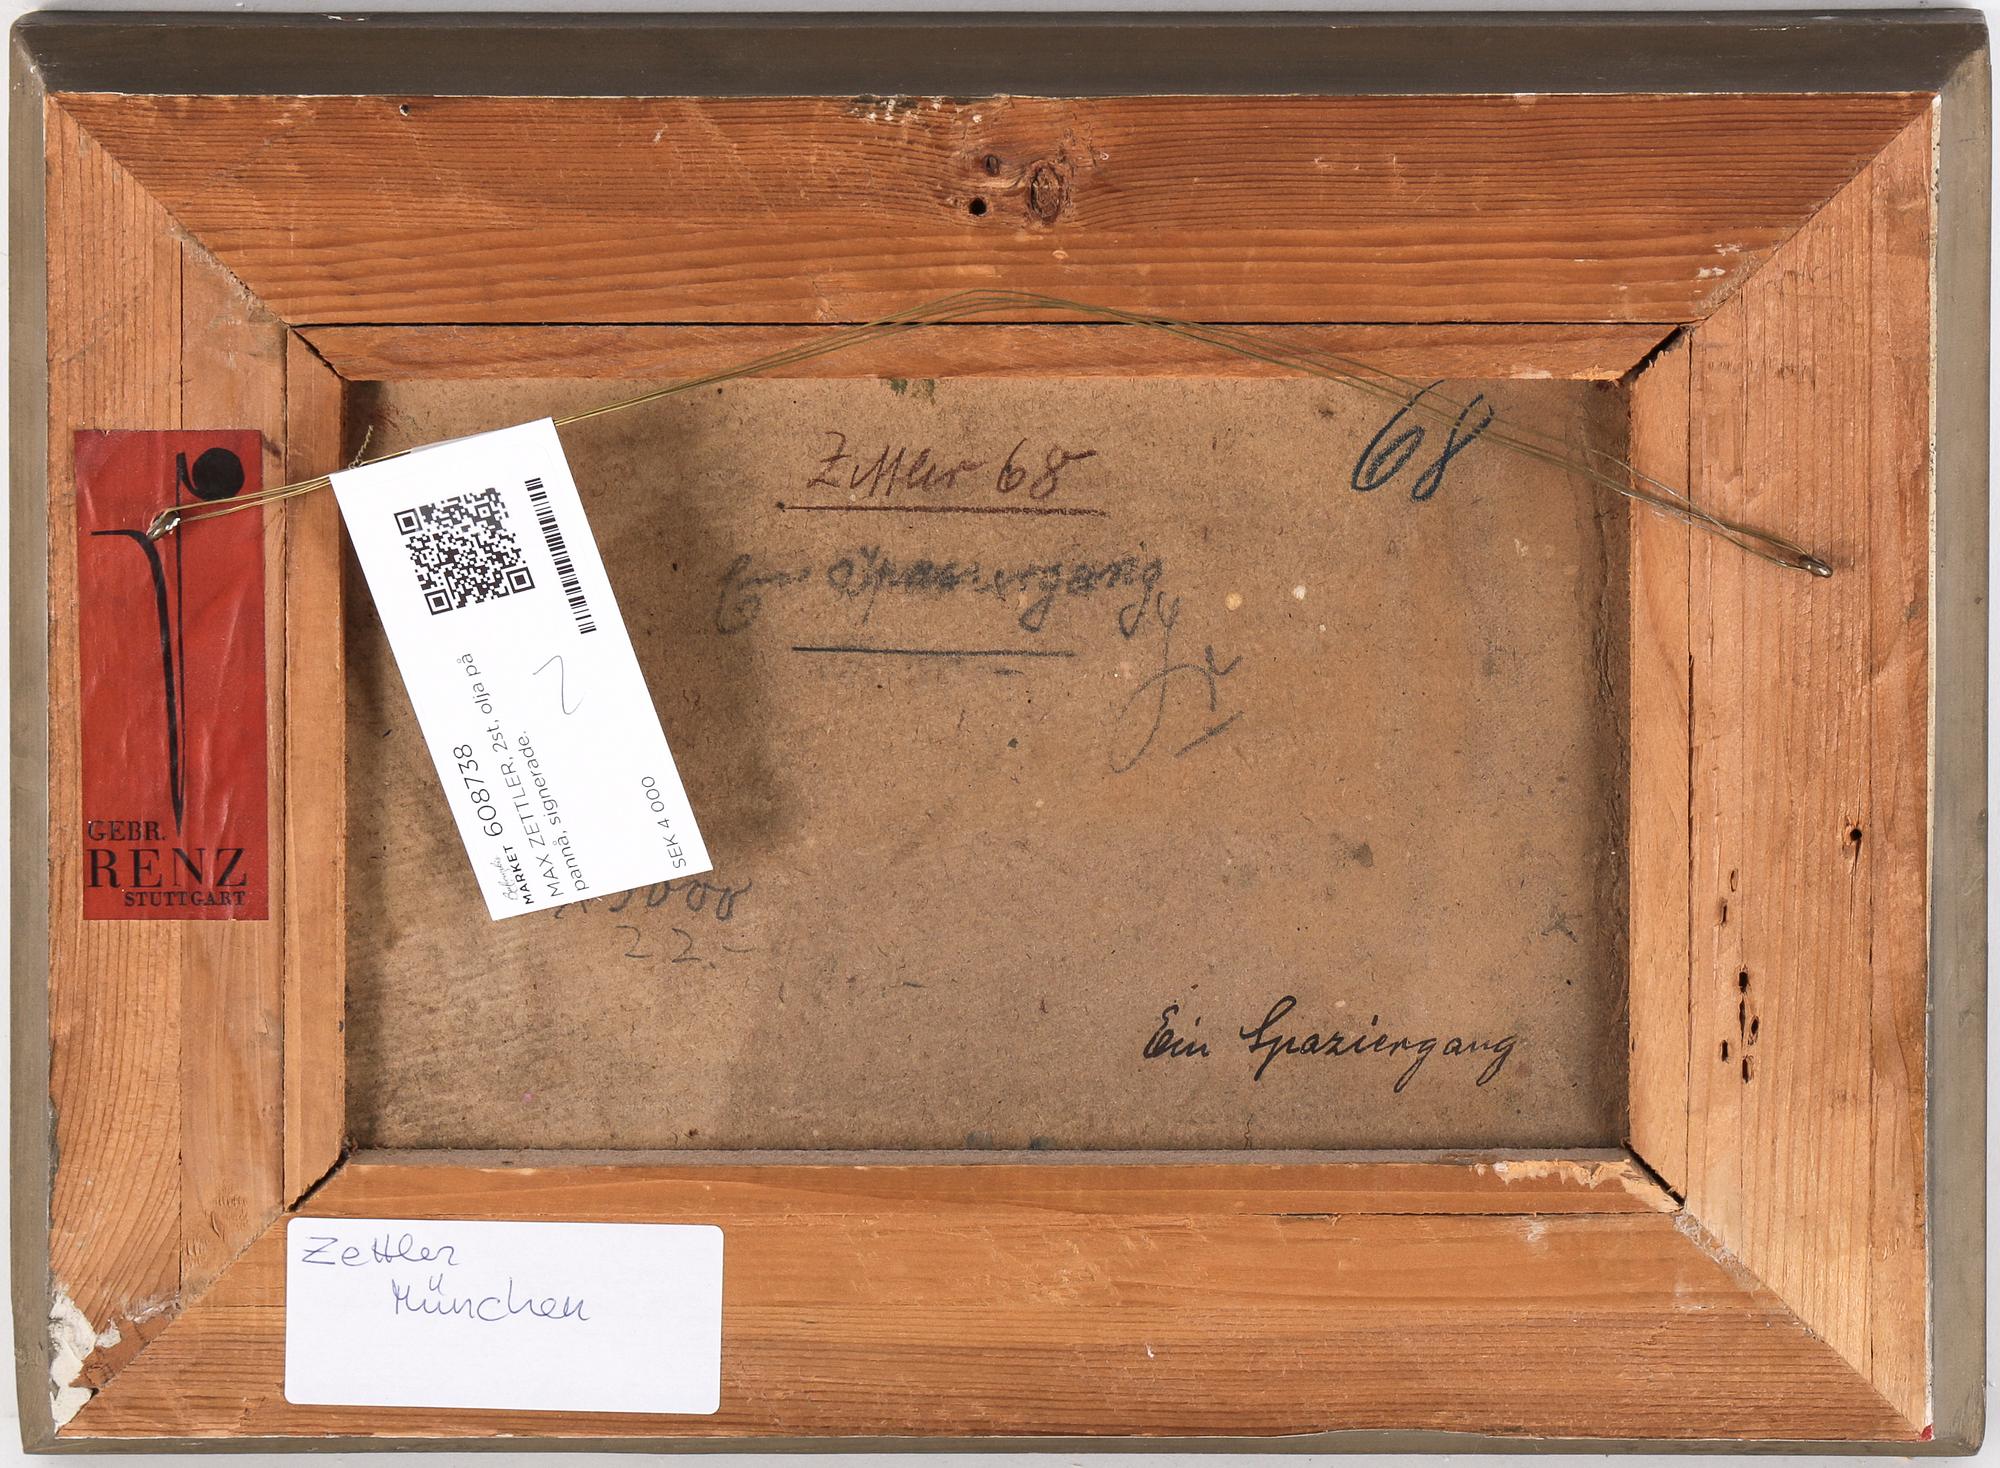 Zettler 68
68
Ein Spaziergang
GEBR.
RENZ
STUTTGART
MARKET 608738
MAX ZETTLER, 2st, olja på
pannå, signerade.
SEK 4 000
22.-
Ein Spaziergang
Zettler
München